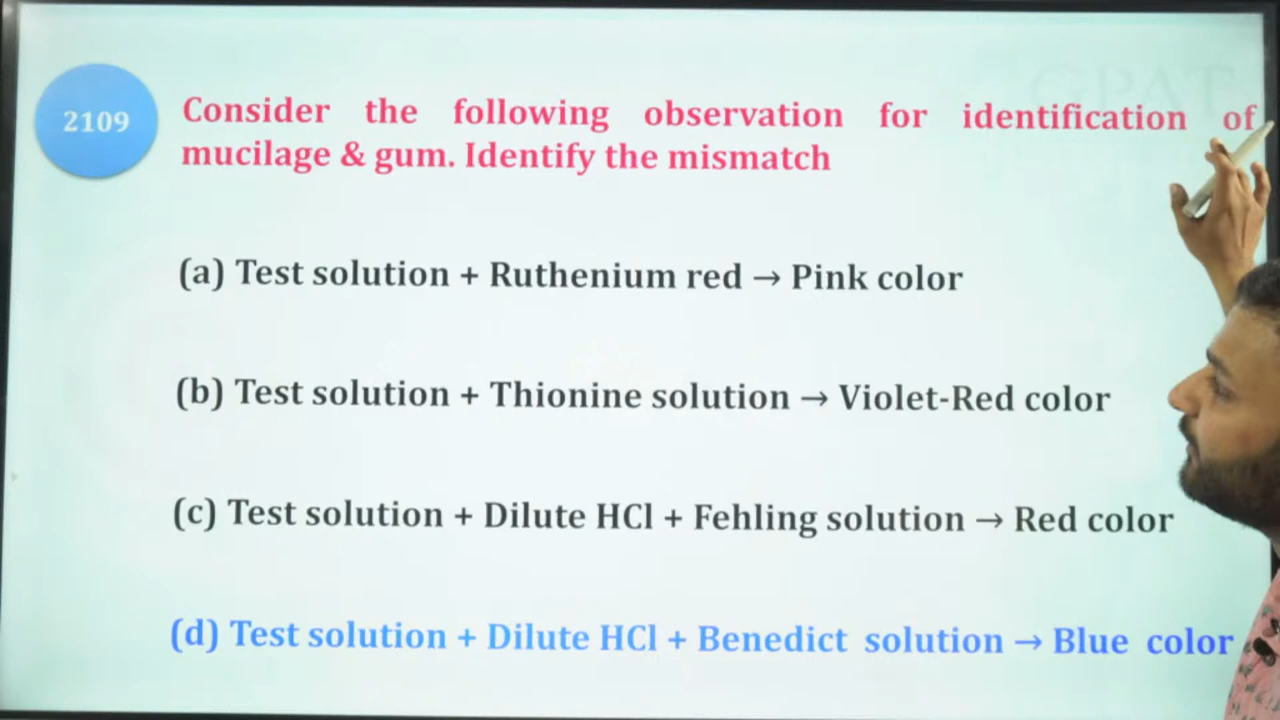 2109
Consider the following observation for identification of
mucilage & gum. Identify the mismatch
(a) Test solution + Ruthenium red → Pink color
(b) Test solution + Thionine solution → Violet-Red color
(c) Test solution + Dilute HCl + Fehling solution → Red color
(d) Test solution + Dilute HCl + Benedict solution → Blue color
GPAT